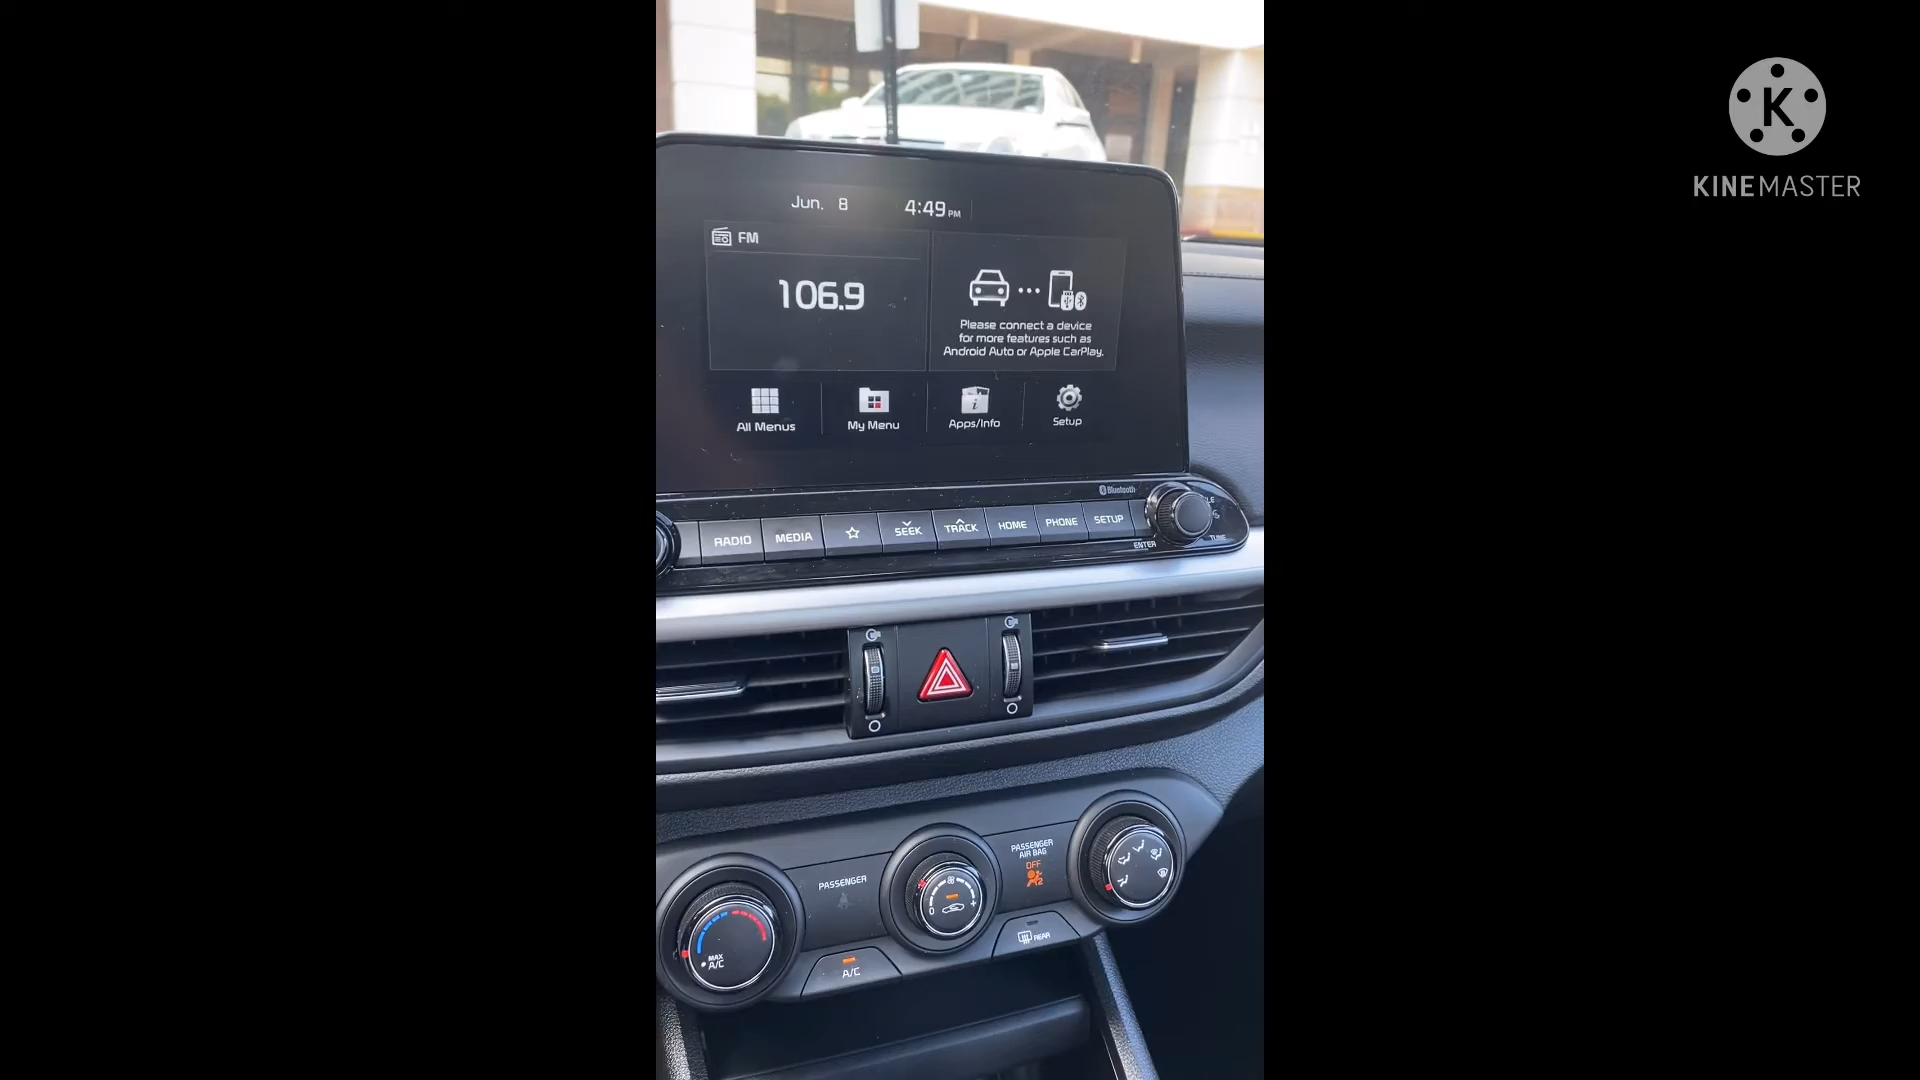 K
KINEMASTER
Jun. 8 4:49 PM
FM
106.9
Please connect a device
for more features such as
Android Auto or Apple CarPlay.
All Menus My Menu Apps/Info Setup
Bluetooth
RADIO MEDIA SEEK TRACK HOME PHONE SETUP
ENTER TUNE
PASSENGER
PASSENGER
AIR BAG
OFF
2
MAX
A/C
A/C
REAR
0